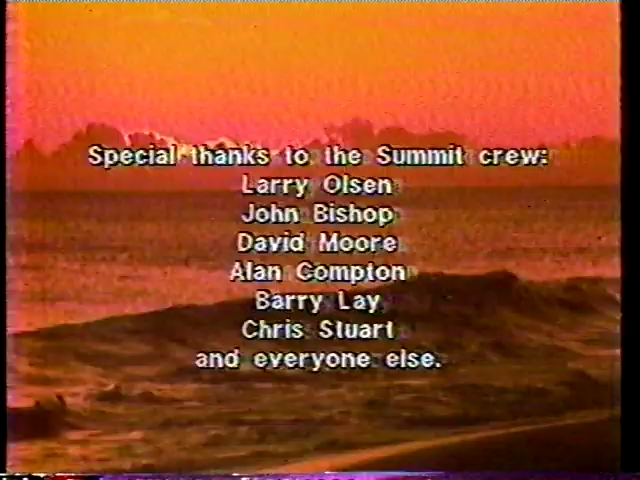 Special thanks to the Summit crew:
Larry Olsen
John Bishop
David Moore
Alan Compton
Barry Lay
Chris Stuart
and everyone else.